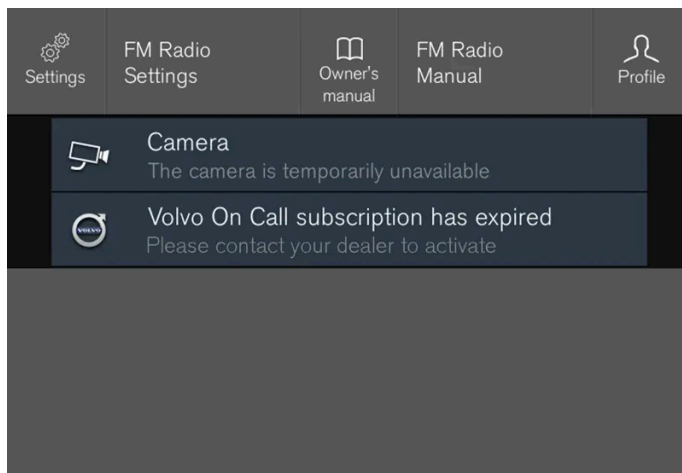 Settings
FM Radio
Settings
Owner's
manual
FM Radio
Manual
Profile
Camera
The camera is temporarily unavailable
VOLVO
Volvo On Call subscription has expired
Please contact your dealer to activate